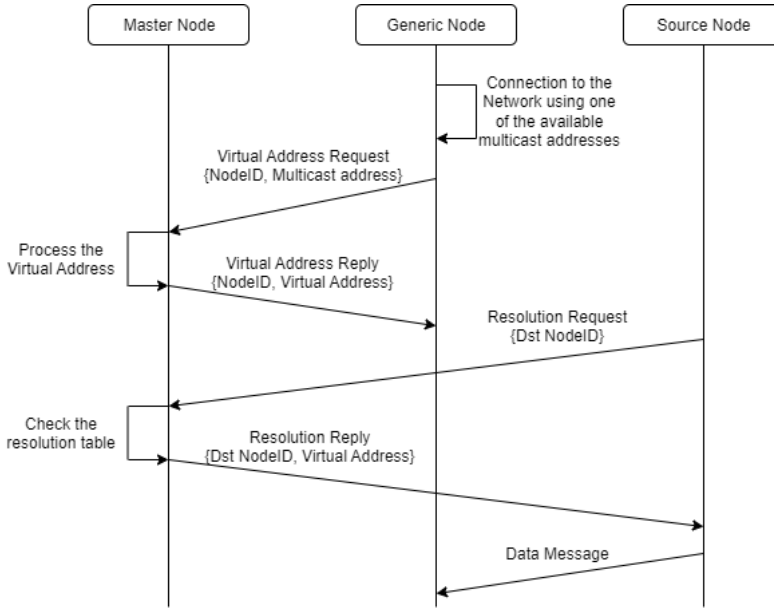 Master Node
Generic Node
Source Node
Connection to the
Network using one
of the available
multicast addresses
Virtual Address Request
{NodeID, Multicast address}
Process the
Virtual Address
Virtual Address Reply
{NodeID, Virtual Address}
Resolution Request
{Dst NodeID}
Check the
resolution table
Resolution Reply
{Dst NodeID, Virtual Address}
Data Message